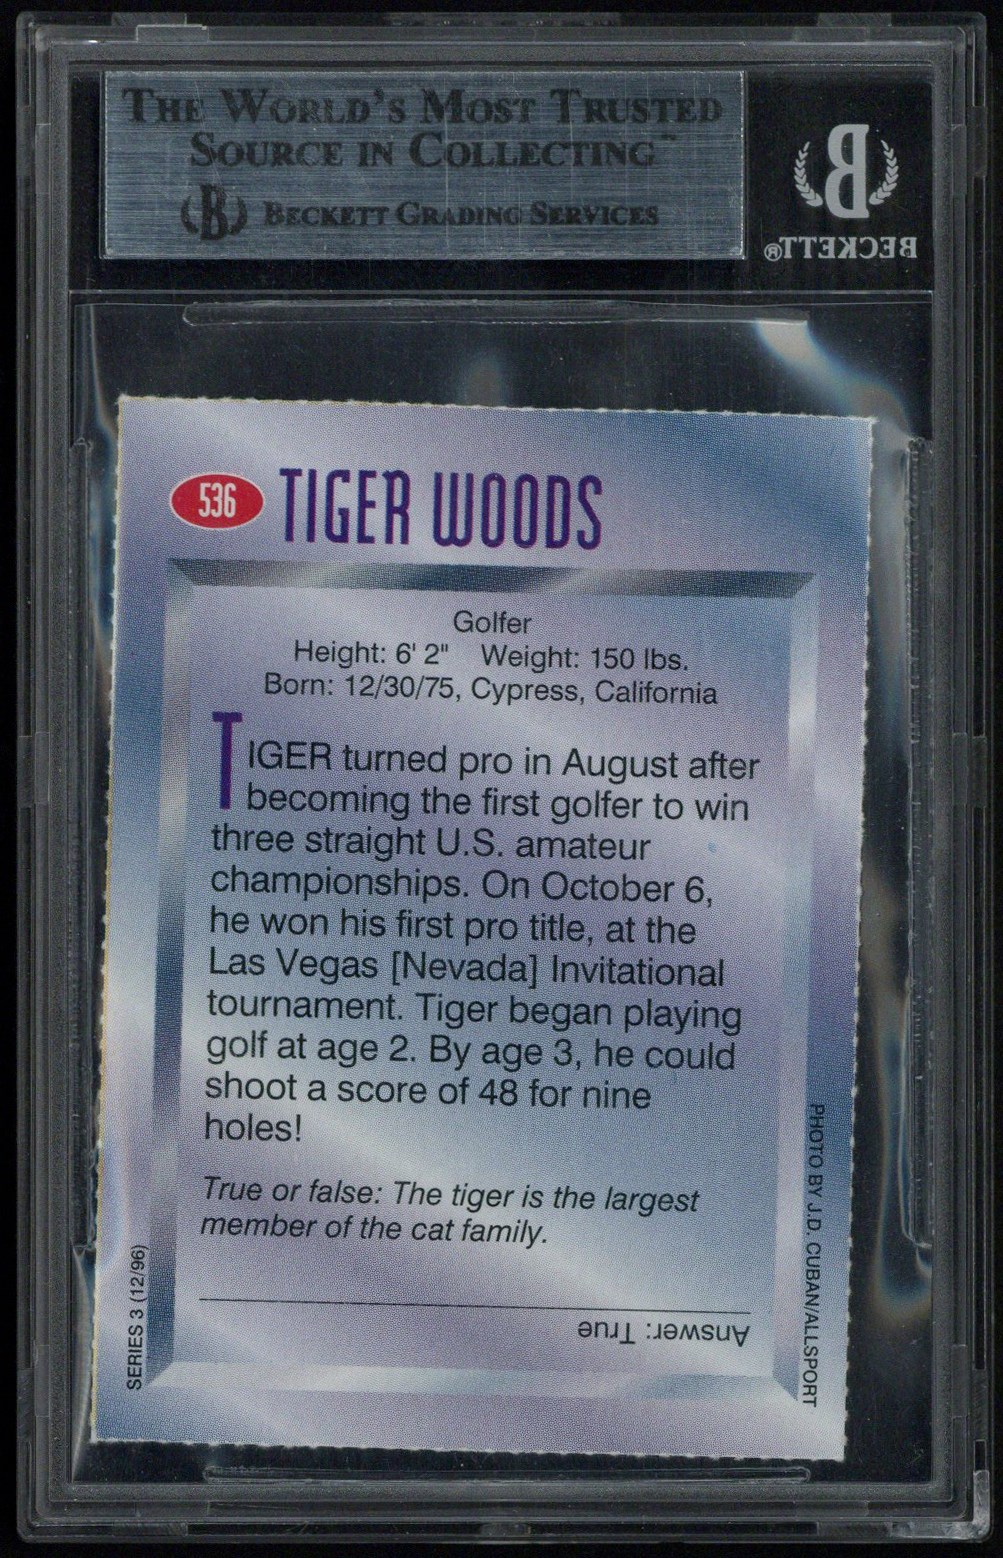 THE WORLD'S MOST TRUSTED
SOURCE IN COLLECTING™
B BECKETT GRADING SERVICES
B
BECKETT®
536 TIGER WOODS
Golfer
Height: 6' 2" Weight: 150 lbs.
Born: 12/30/75, Cypress, California
TIGER turned pro in August after
becoming the first golfer to win
three straight U.S. amateur
championships. On October 6,
he won his first pro title, at the
Las Vegas [Nevada] Invitational
tournament. Tiger began playing
golf at age 2. By age 3, he could
shoot a score of 48 for nine
holes!
True or false: The tiger is the largest
member of the cat family.
Answer: True
SERIES 3 (12/96)
PHOTO BY J.D. CUBAN/ALLSPORT